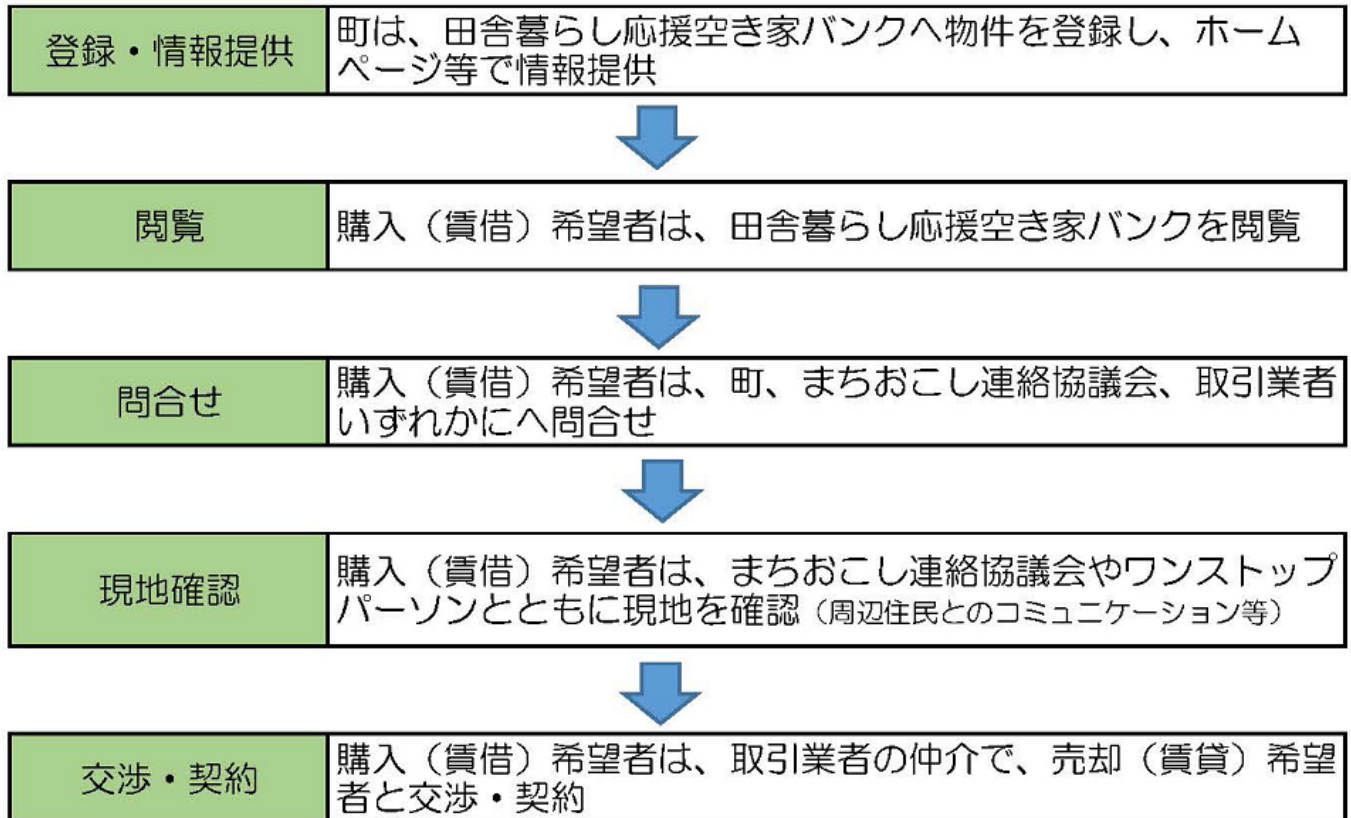 登録・情報提供
町は、田舎暮らし応援空き家バンクへ物件を登録し、ホーム
ページ等で情報提供
閲覧
購入（賃借）希望者は、田舎暮らし応援空き家バンクを閲覧
問合せ
購入（賃借）希望者は、町、まちおこし連絡協議会、取引業者
いずれかにへ問合せ
現地確認
購入（賃借）希望者は、まちおこし連絡協議会やワンストップ
パーソンとともに現地を確認（周辺住民とのコミュニケーション等）
交渉・契約
購入（賃借）希望者は、取引業者の仲介で、売却（賃貸）希望
者と交渉・契約